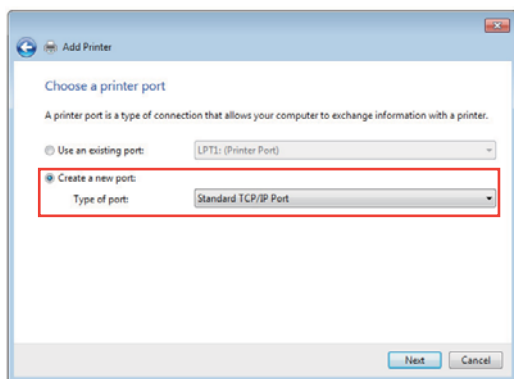 Add Printer
Choose a printer port
A printer port is a type of connection that allows your computer to exchange information with a printer.
Use an existing port: LPT1: (Printer Port)
Create a new port:
Type of port: Standard TCP/IP Port
Next Cancel